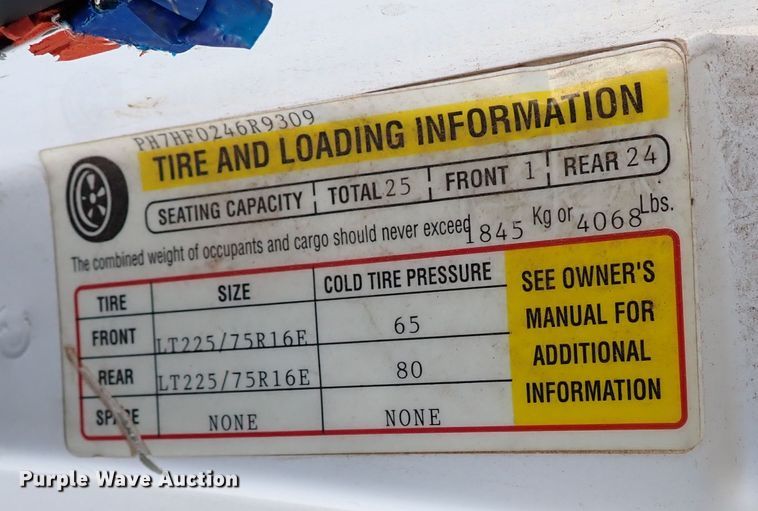 PH7HF0246R9309
TIRE AND LOADING INFORMATION
SEATING CAPACITY TOTAL 25 FRONT 1 REAR 24
The combined weight of occupants and cargo should never exceed 1845 Kg or 4068 Lbs.
TIRE SIZE COLD TIRE PRESSURE
FRONT LT225/75R16E 65
REAR LT225/75R16E 80
SPARE NONE NONE
SEE OWNER'S
MANUAL FOR
ADDITIONAL
INFORMATION
Purple Wave Auction